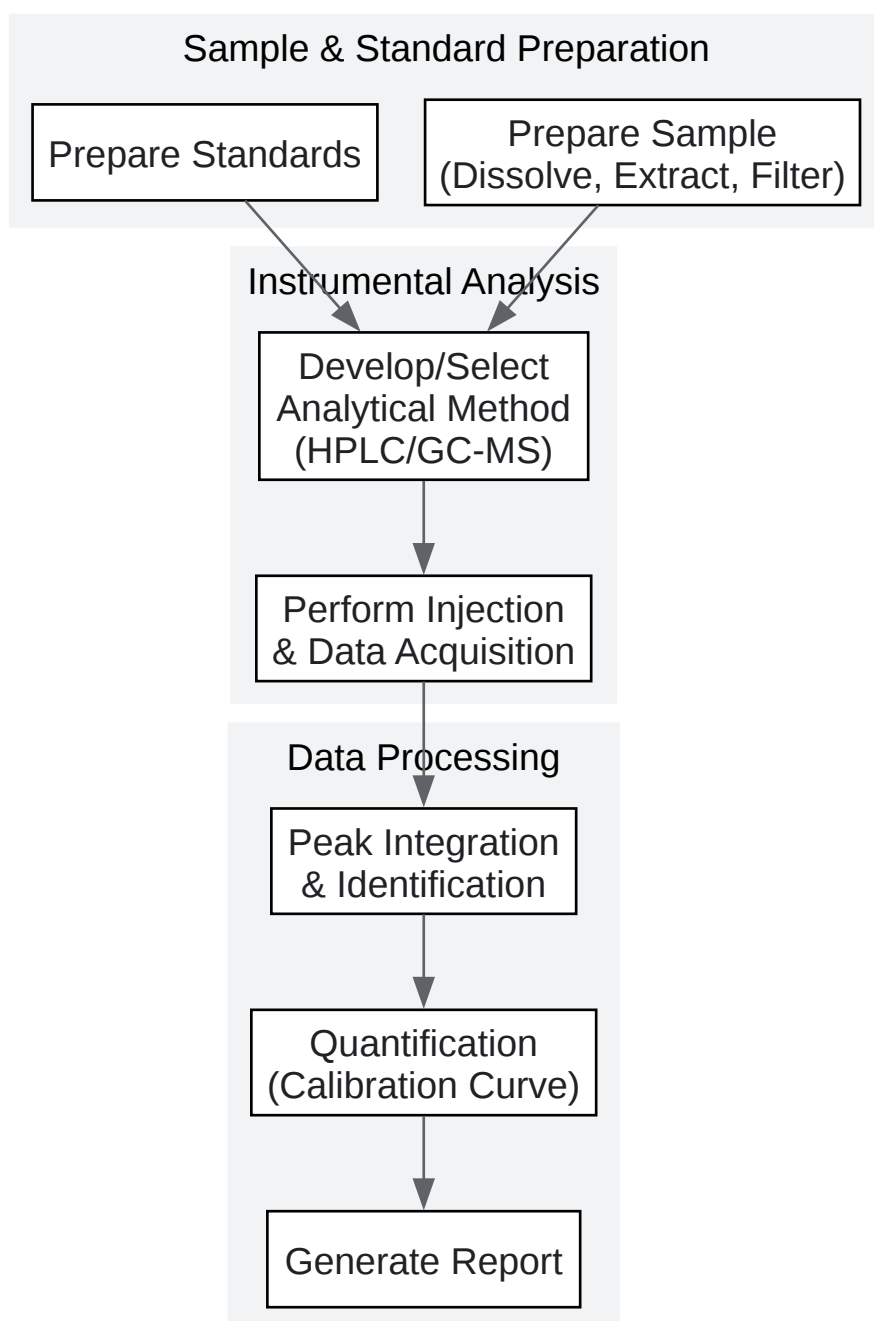 Sample & Standard Preparation
Prepare Standards
Prepare Sample
(Dissolve, Extract, Filter)
Instrumental Analysis
Develop/Select
Analytical Method
(HPLC/GC-MS)
Perform Injection
& Data Acquisition
Data Processing
Peak Integration
& Identification
Quantification
(Calibration Curve)
Generate Report